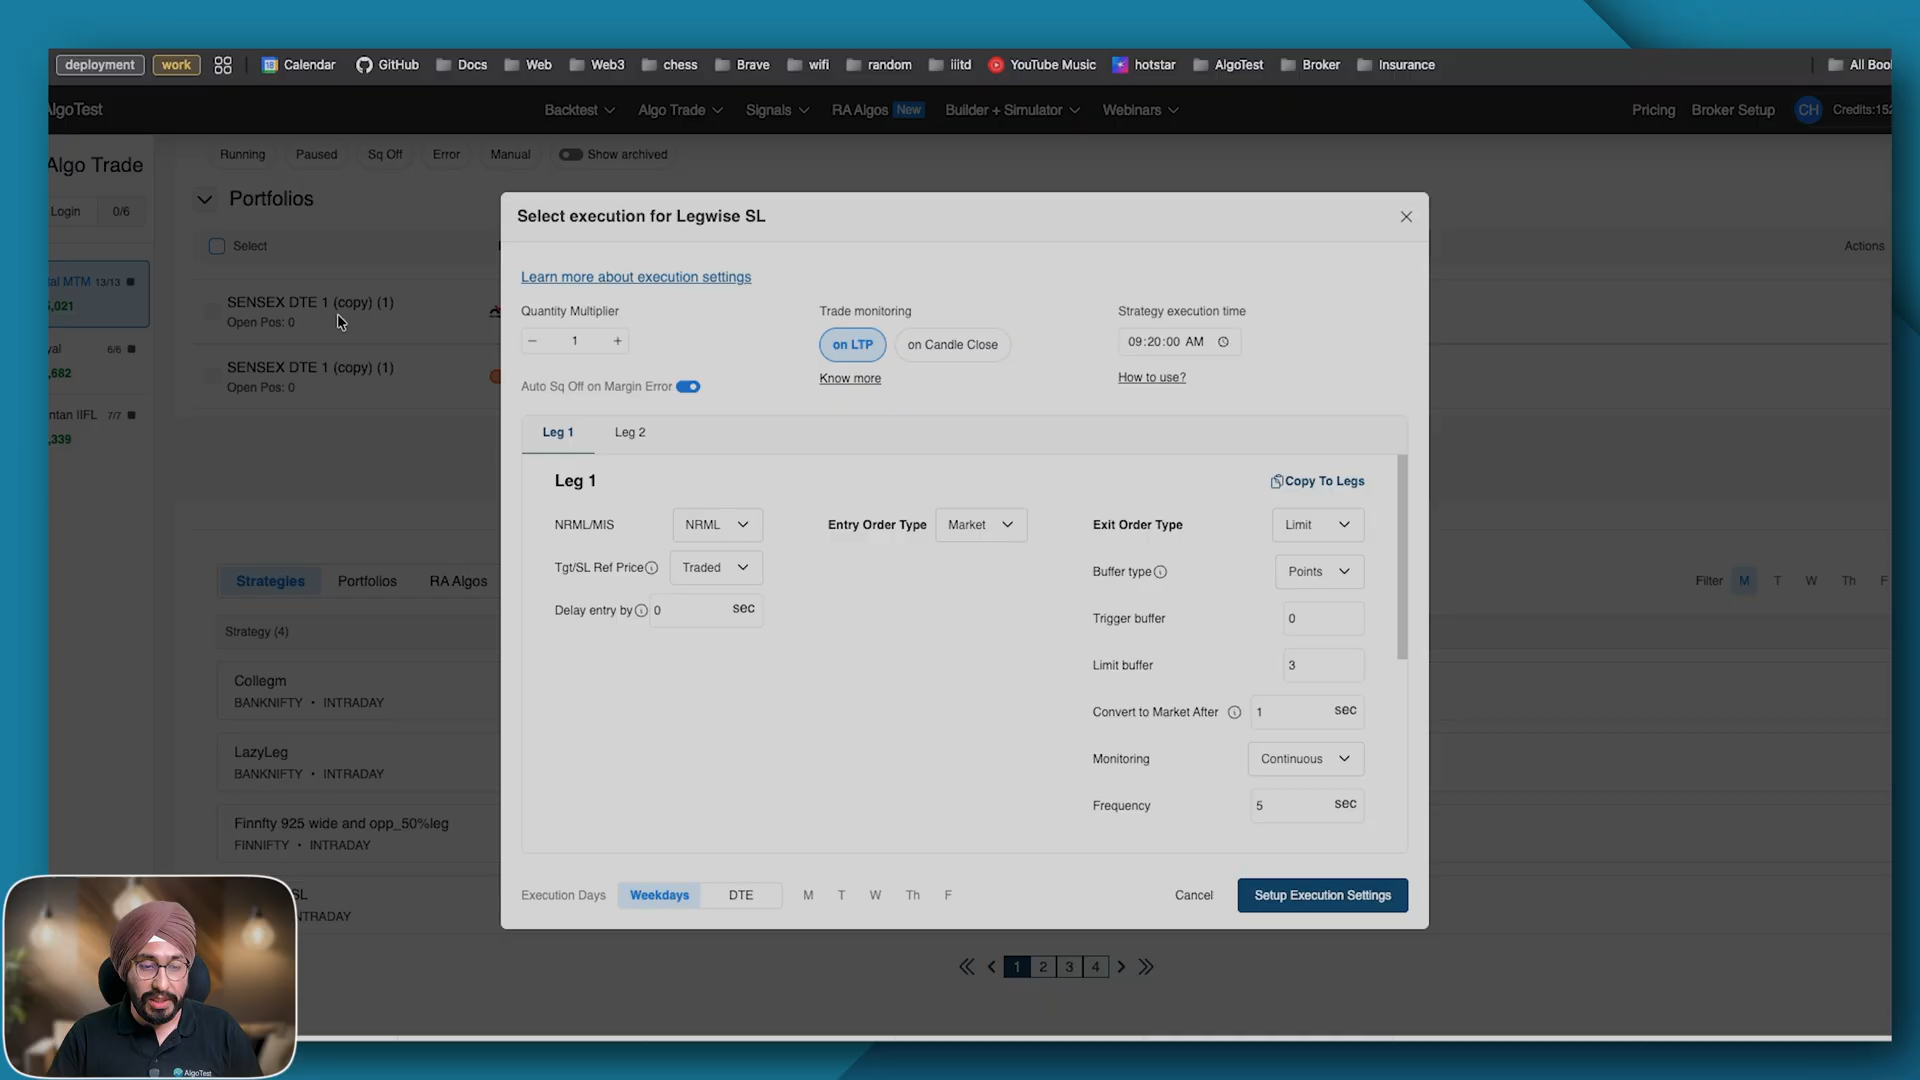 deployment work Calendar GitHub Docs Web Web3 chess Brave wifi random iiitd YouTube Music hotstar AlgoTest Broker Insurance All Boo
AlgoTest Backtest Algo Trade Signals RA Algos New Builder + Simulator Webinars Pricing Broker Setup CH Credits:152
Algo Trade
Running Paused Sq Off Error Manual Show archived
Login 0/6
Portfolios
Select Actions
tal MTM 13/13
5,021
SENSEX DTE 1 (copy) (1)
Open Pos: 0
yal 6/6
,682
SENSEX DTE 1 (copy) (1)
Open Pos: 0
ntan IIFL 7/7
,339
Select execution for Legwise SL
Learn more about execution settings
Quantity Multiplier Trade monitoring Strategy execution time
− 1 + on LTP on Candle Close 09:20:00 AM
Know more How to use?
Auto Sq Off on Margin Error
Leg 1 Leg 2
Leg 1 Copy To Legs
NRML/MIS NRML Entry Order Type Market Exit Order Type Limit
Tgt/SL Ref Price Traded Buffer type Points
Delay entry by 0 sec Trigger buffer 0
Limit buffer 3
Convert to Market After 1 sec
Monitoring Continuous
Frequency 5 sec
Execution Days Weekdays DTE M T W Th F Cancel Setup Execution Settings
Strategies Portfolios RA Algos Filter M T W Th F
Strategy (4)
Collegm
BANKNIFTY • INTRADAY
LazyLeg
BANKNIFTY • INTRADAY
Finnfty 925 wide and opp_50%leg
FINNIFTY • INTRADAY
SL
NTRADAY
1 2 3 4
AlgoTest